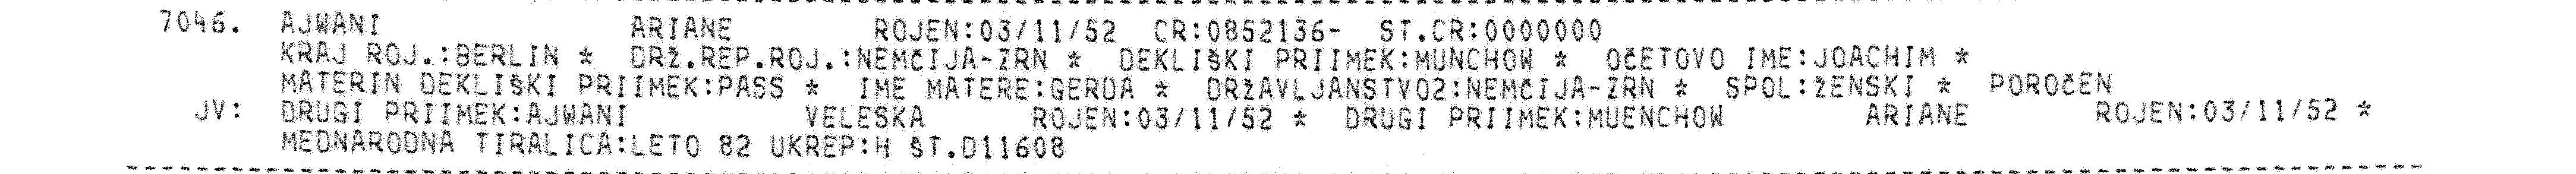 7046. AJWANI ARIANE ROJEN:03/11/52 CR:0852136- ST.CR:0000000
KRAJ ROJ.:BERLIN * DRŽ.REP.ROJ.:NEMČIJA-ZRN * DEKLIŠKI PRIIMEK:MUNCHOW * OČETOVO IME:JOACHIM *
MATERIN DEKLIŠKI PRIIMEK:PASS * IME MATERE:GERDA * DRŽAVLJANSTVO2:NEMČIJA-ZRN * SPOL:ŽENSKI * POROČEN
JV: DRUGI PRIIMEK:AJWANI VELESKA ROJEN:03/11/52 * DRUGI PRIIMEK:MUENCHOW ARIANE ROJEN:03/11/52 *
MEDNARODNA TIRALICA:LETO 82 UKREP:H ŠT.D11608